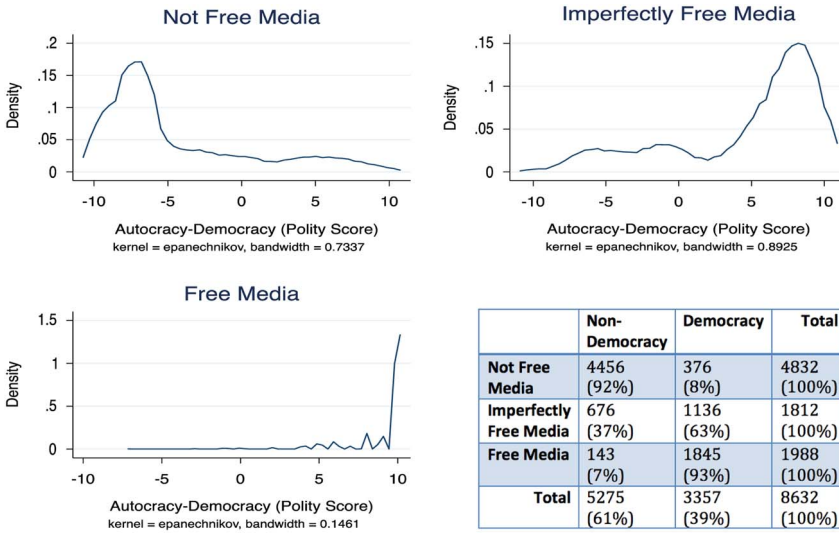 Not Free Media
.2
.15
.1
.05
0
Density
-10 -5 0 5 10
Autocracy-Democracy (Polity Score)
kernel = epanechnikov, bandwidth = 0.7337
Imperfectly Free Media
.15
.1
.05
0
Density
-10 -5 0 5 10
Autocracy-Democracy (Polity Score)
kernel = epanechnikov, bandwidth = 0.8925
Free Media
1.5
1
.5
0
Density
-10 -5 0 5 10
Autocracy-Democracy (Polity Score)
kernel = epanechnikov, bandwidth = 0.1461
Non- Democracy Total
Democracy
Not Free 4456 376 4832
Media (92%) (8%) (100%)
Imperfectly 676 1136 1812
Free Media (37%) (63%) (100%)
Free Media 143 1845 1988
(7%) (93%) (100%)
Total 5275 3357 8632
(61%) (39%) (100%)